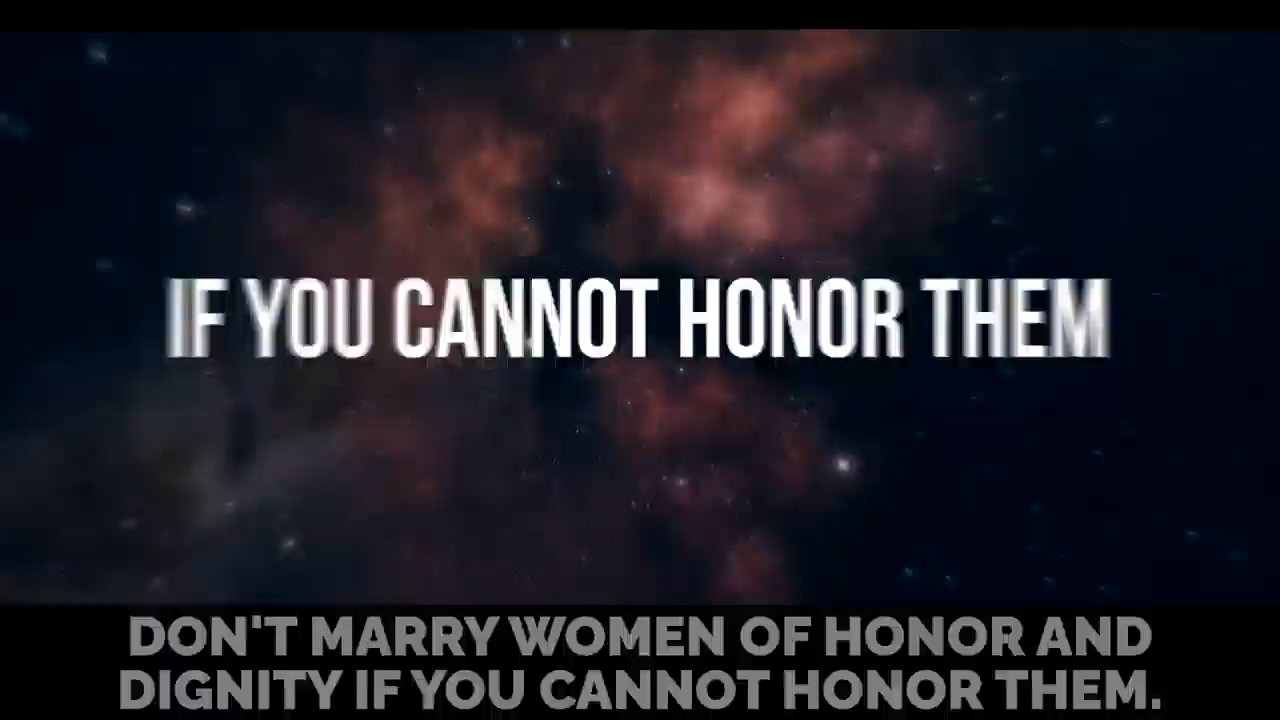 IF YOU CANNOT HONOR THEM
DON'T MARRY WOMEN OF HONOR AND
DIGNITY IF YOU CANNOT HONOR THEM.